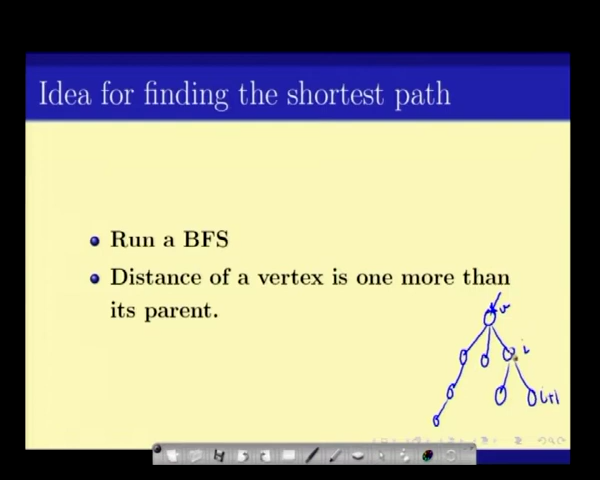 Idea for finding the shortest path
Run a BFS
Distance of a vertex is one more than
its parent.
v
i
i+1